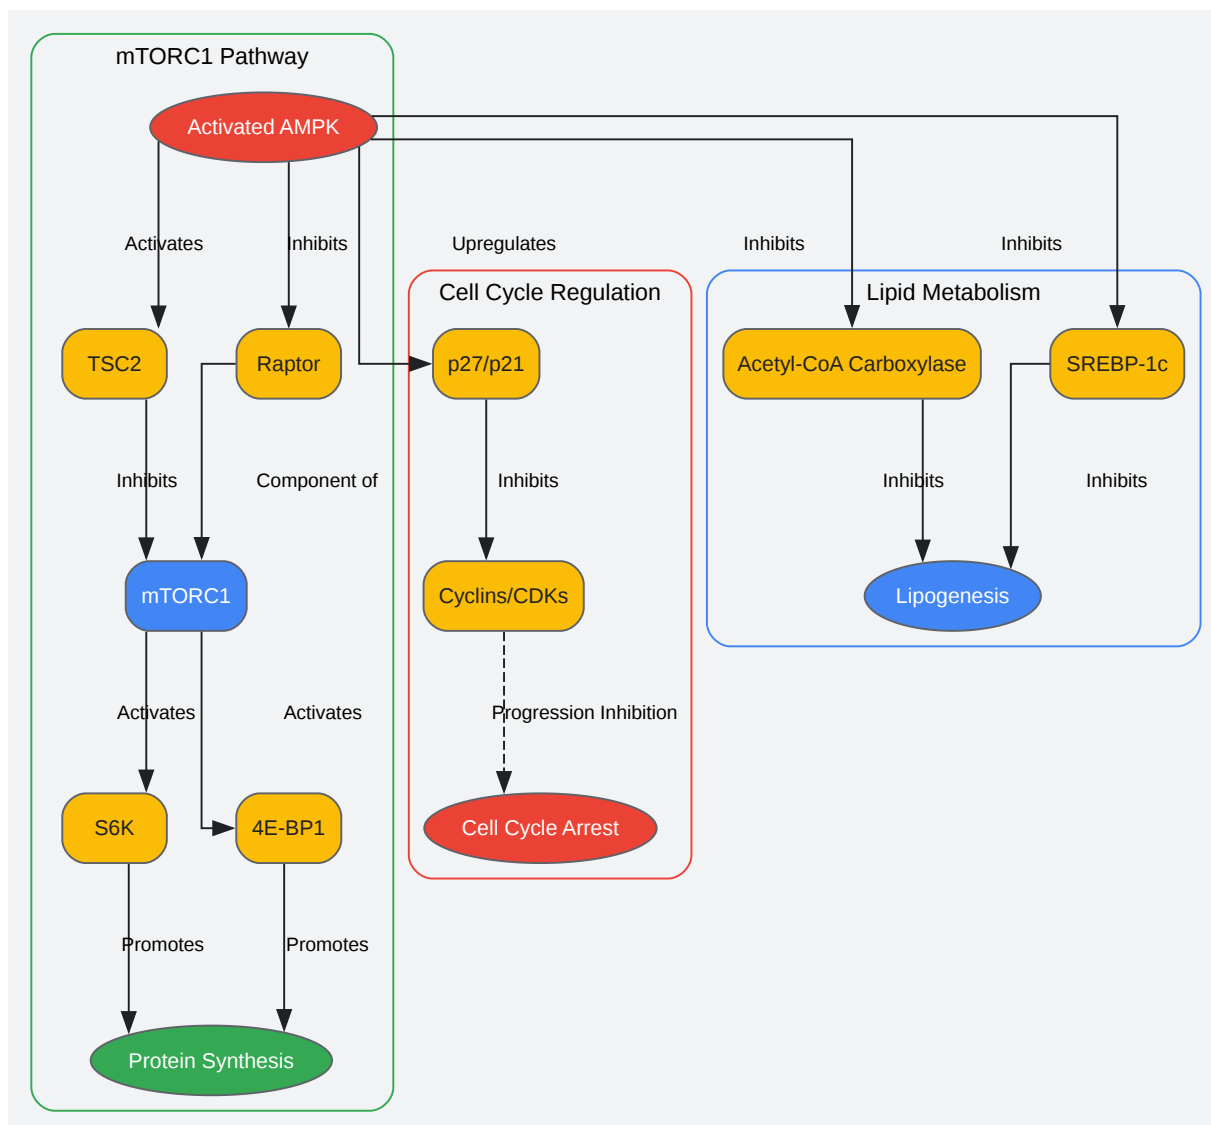 mTORC1 Pathway
Activated AMPK
Activates
Inhibits
Upregulates
Inhibits
Inhibits
Cell Cycle Regulation
Lipid Metabolism
TSC2
Raptor
p27/p21
Acetyl-CoA Carboxylase
SREBP-1c
Inhibits
Component of
Inhibits
Inhibits
Inhibits
mTORC1
Cyclins/CDKs
Lipogenesis
Activates
Activates
Progression Inhibition
S6K
4E-BP1
Cell Cycle Arrest
Promotes
Promotes
Protein Synthesis